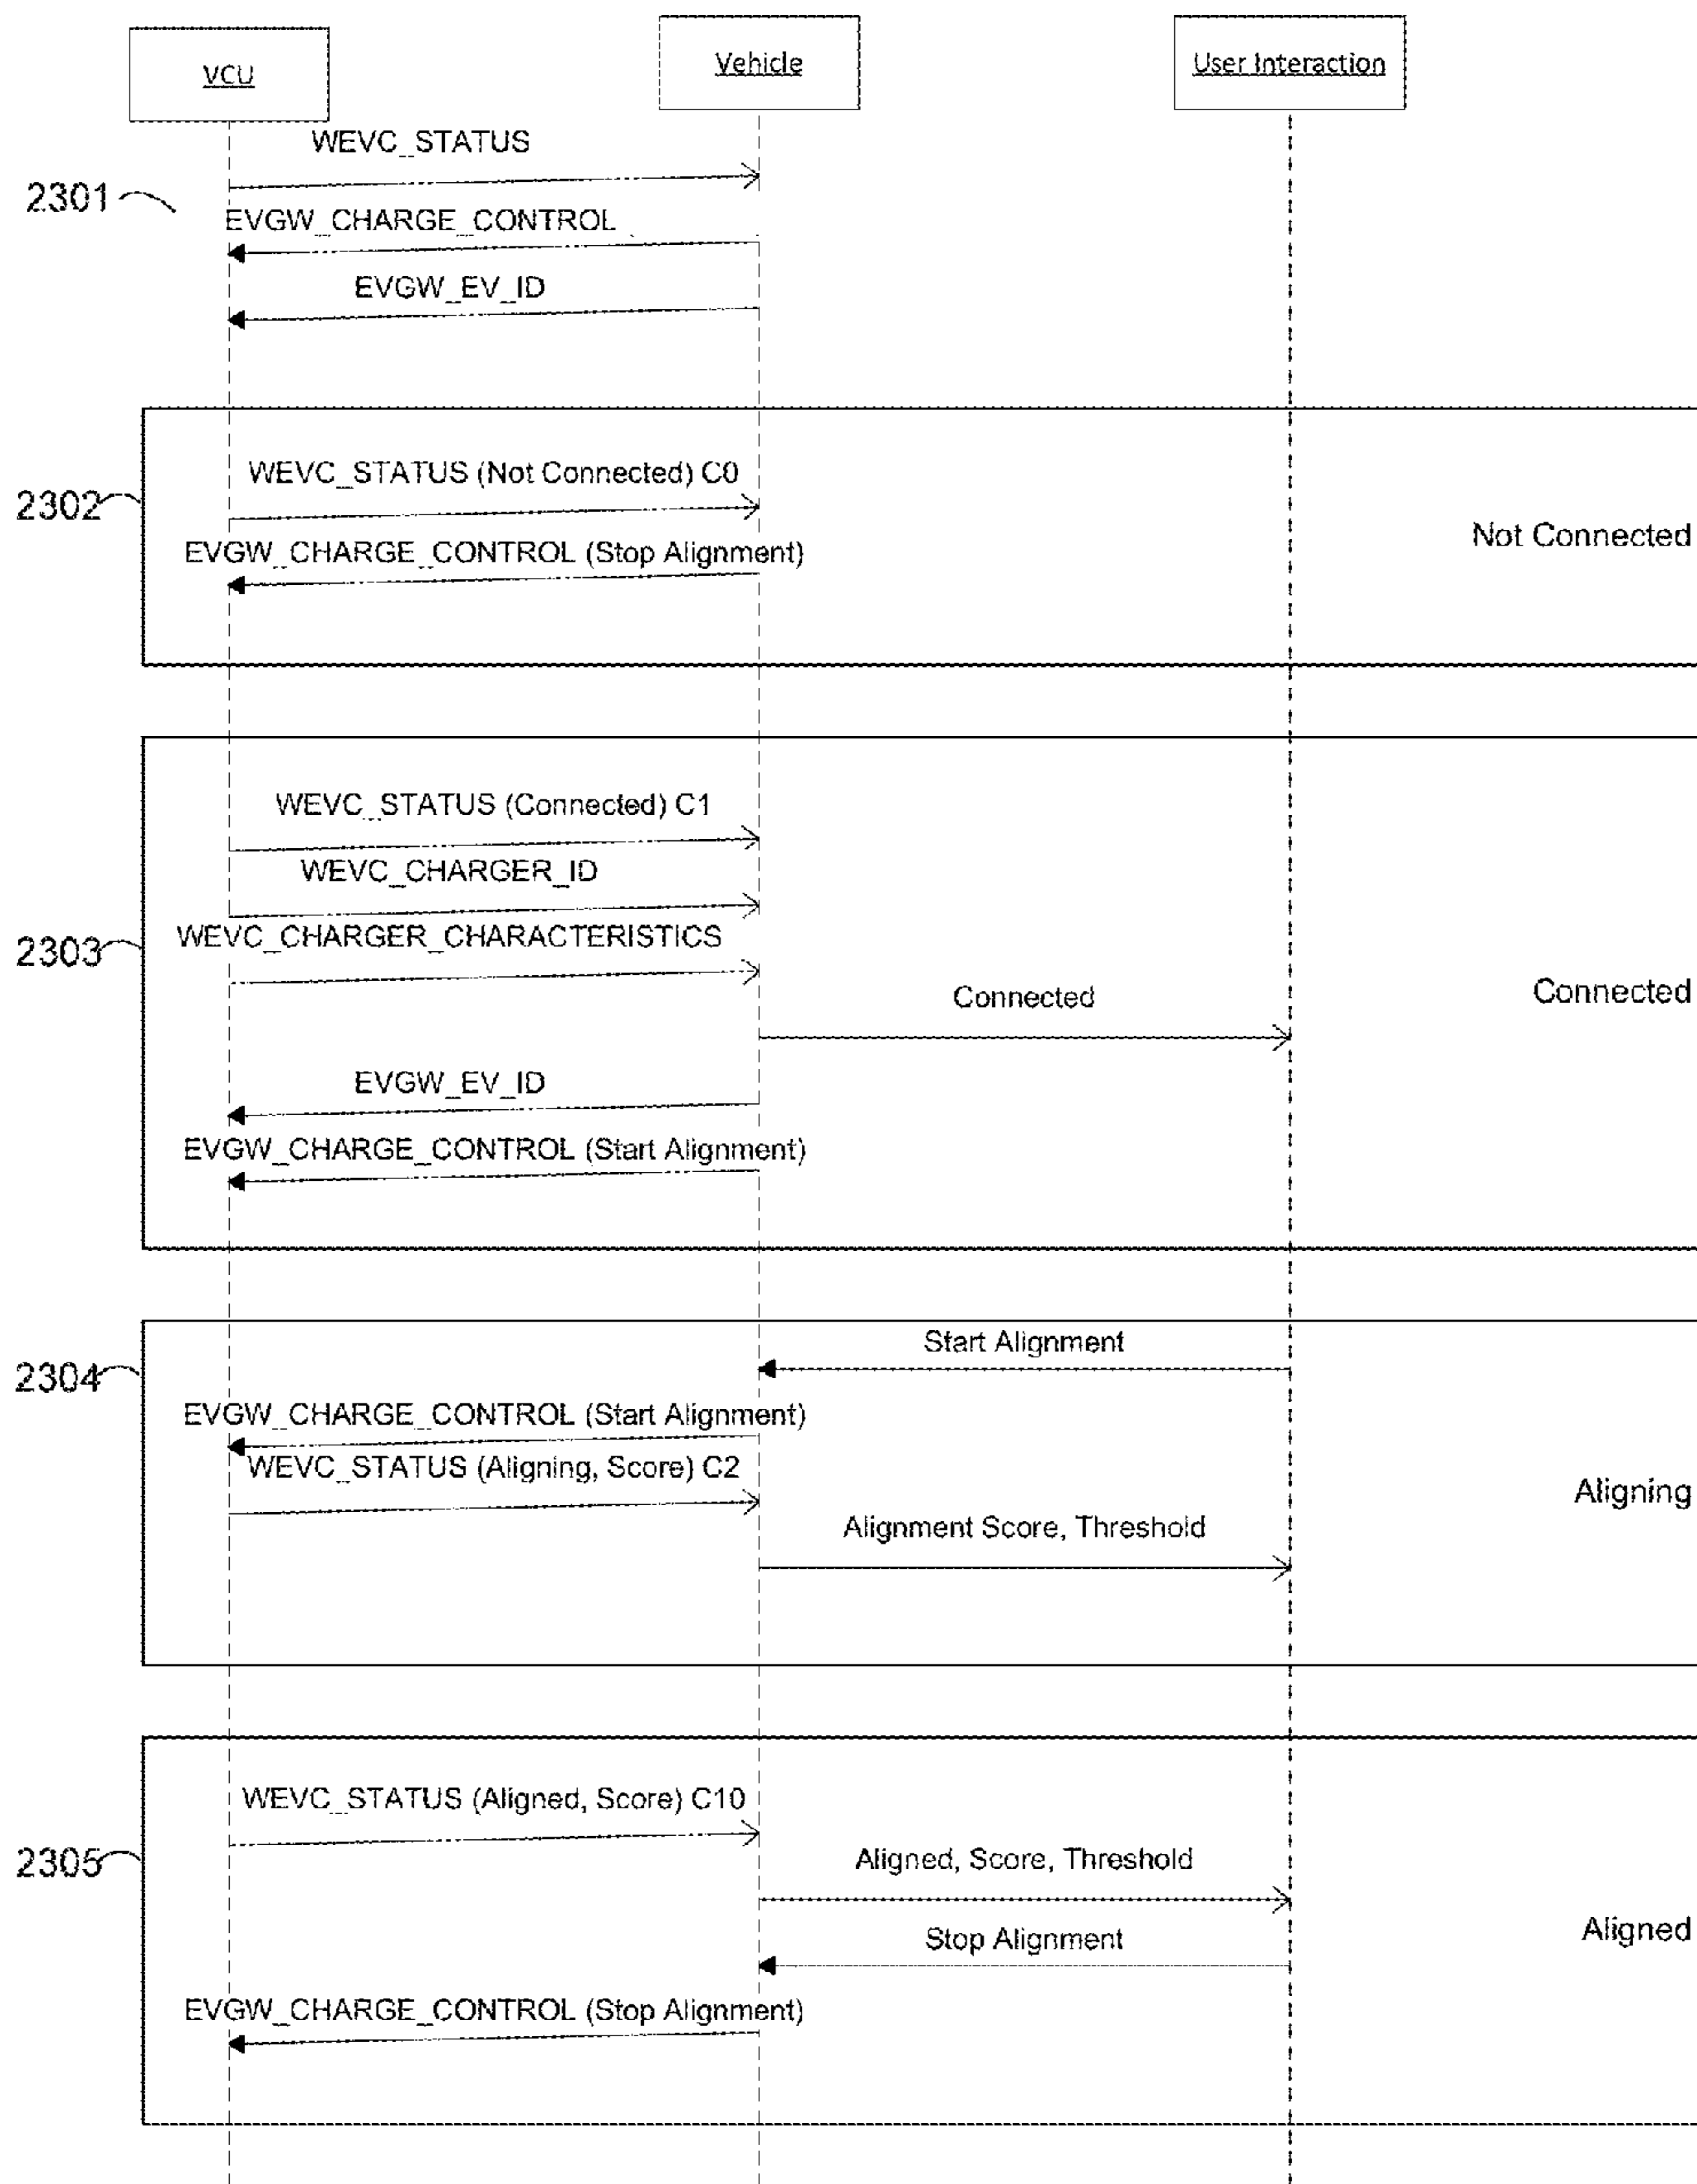 VCU
Vehicle
User Interaction
WEVC_STATUS
2301
EVGW_CHARGE_CONTROL
EVGW_EV_ID
WEVC_STATUS (Not Connected) C0
2302
Not Connected
EVGW_CHARGE_CONTROL (Stop Alignment)
WEVC_STATUS (Connected) C1
WEVC_CHARGER_ID
2303
WEVC_CHARGER_CHARACTERISTICS
Connected
Connected
EVGW_EV_ID
EVGW_CHARGE_CONTROL (Start Alignment)
Start Alignment
2304
EVGW_CHARGE_CONTROL (Start Alignment)
WEVC_STATUS (Aligning, Score) C2
Aligning
Alignment Score, Threshold
WEVC_STATUS (Aligned, Score) C10
2305
Aligned, Score, Threshold
Aligned
Stop Alignment
EVGW_CHARGE_CONTROL (Stop Alignment)